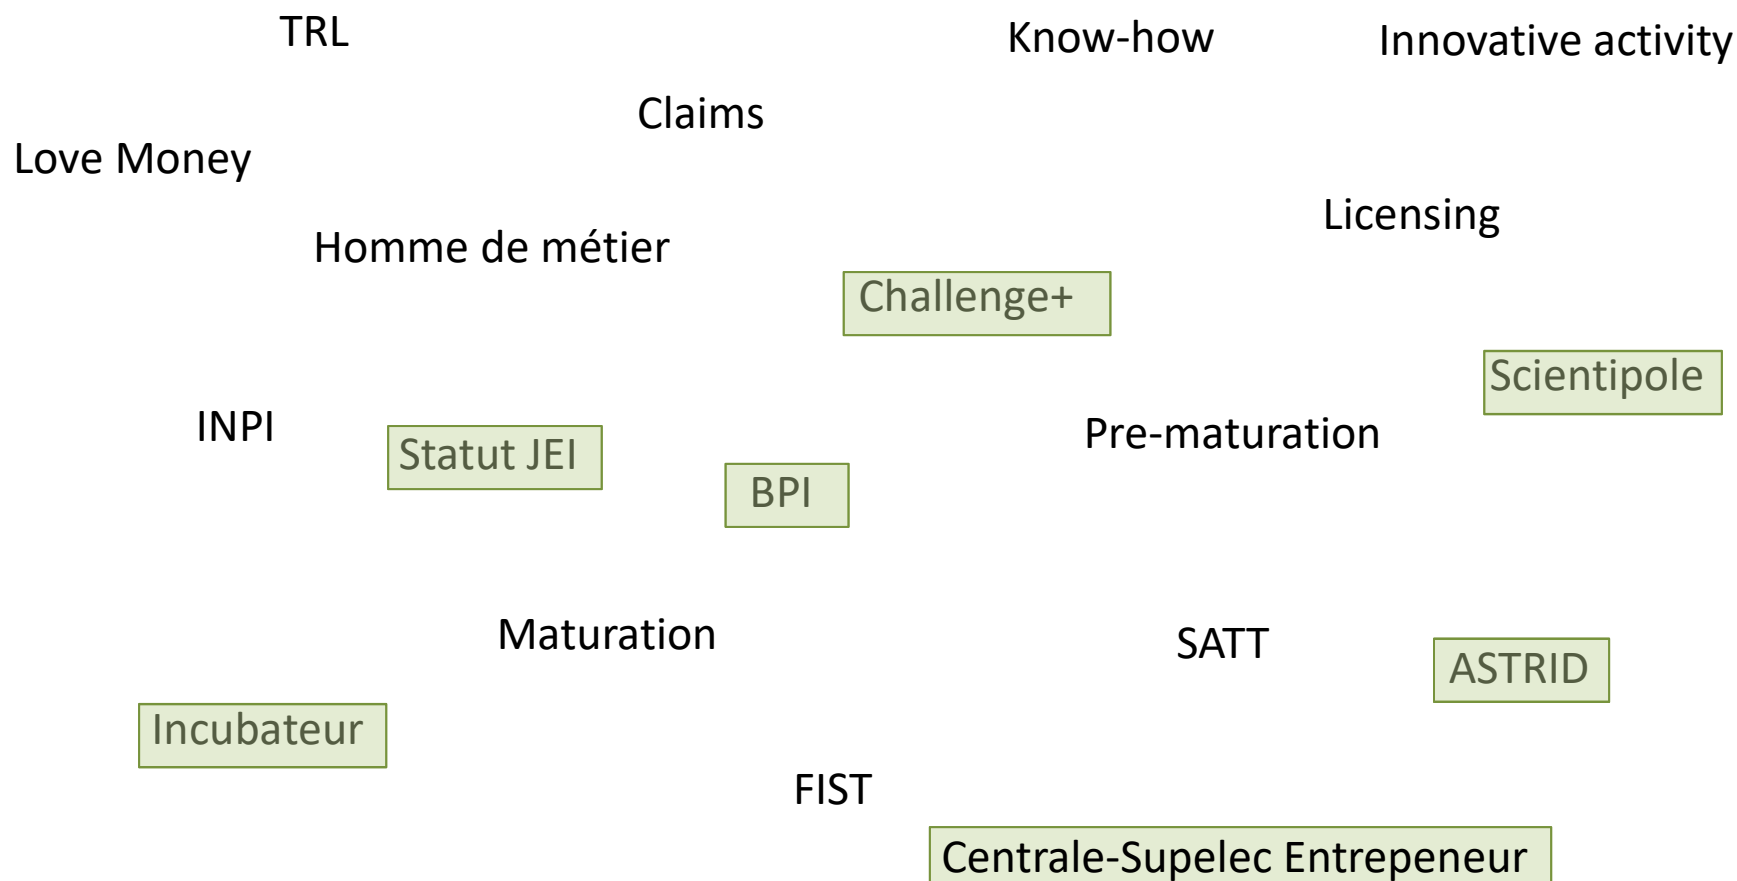 TRL
Know-how
Innovative activity
Claims
Love Money
Licensing
Homme de métier
Challenge+
Scientipole
INPI
Pre-maturation
Statut JEI
BPI
Maturation
SATT
ASTRID
Incubateur
FIST
Centrale-Supelec Entrepeneur